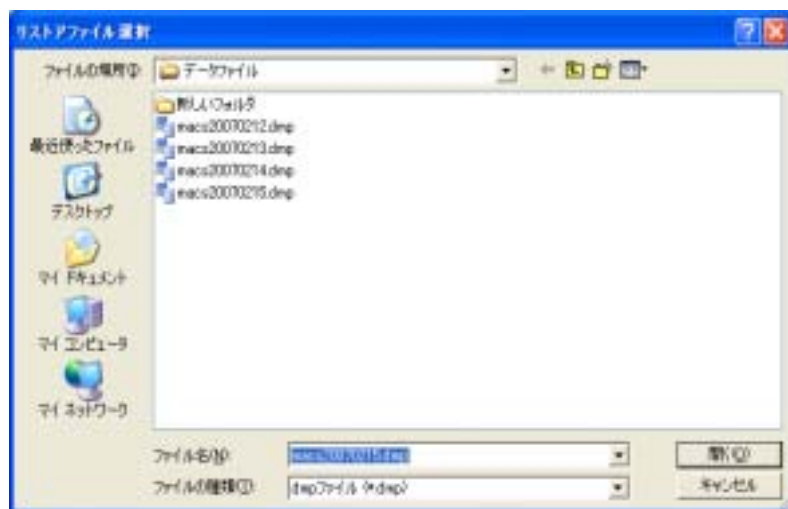 リストアファイル選択
ファイルの場所(I):
データファイル
新しいフォルダ
macs20070212.dmp
macs20070213.dmp
macs20070214.dmp
macs20070215.dmp
最近使ったファイル
デスクトップ
マイ ドキュメント
マイ コンピュータ
マイ ネットワーク
ファイル名(N):
macs20070215.dmp
開く(O)
ファイルの種類(T):
dmpファイル (*.dmp)
キャンセル